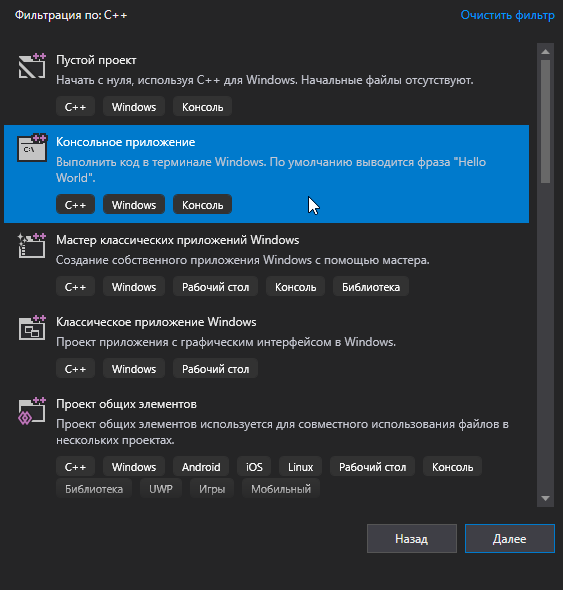 Фильтрация по: C++
Очистить фильтр
Пустой проект
Начать с нуля, используя C++ для Windows. Начальные файлы отсутствуют.
C++ Windows Консоль
C:\
Консольное приложение
Выполнить код в терминале Windows. По умолчанию выводится фраза "Hello
World".
C++ Windows Консоль
Мастер классических приложений Windows
Создание собственного приложения Windows с помощью мастера.
C++ Windows Рабочий стол Консоль Библиотека
Классическое приложение Windows
Проект приложения с графическим интерфейсом в Windows.
C++ Windows Рабочий стол
Проект общих элементов
Проект общих элементов используется для совместного использования файлов в
нескольких проектах.
C++ Windows Android iOS Linux Рабочий стол Консоль
Библиотека UWP Игры Мобильный
Назад Далее